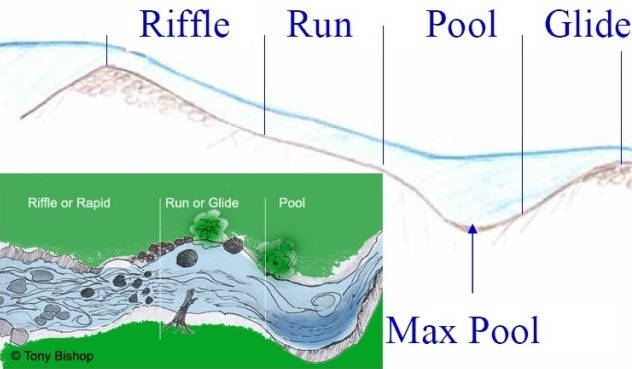 Riffle Run Pool Glide
Riffle or Rapid Run or Glide Pool
Max Pool
© Tony Bishop